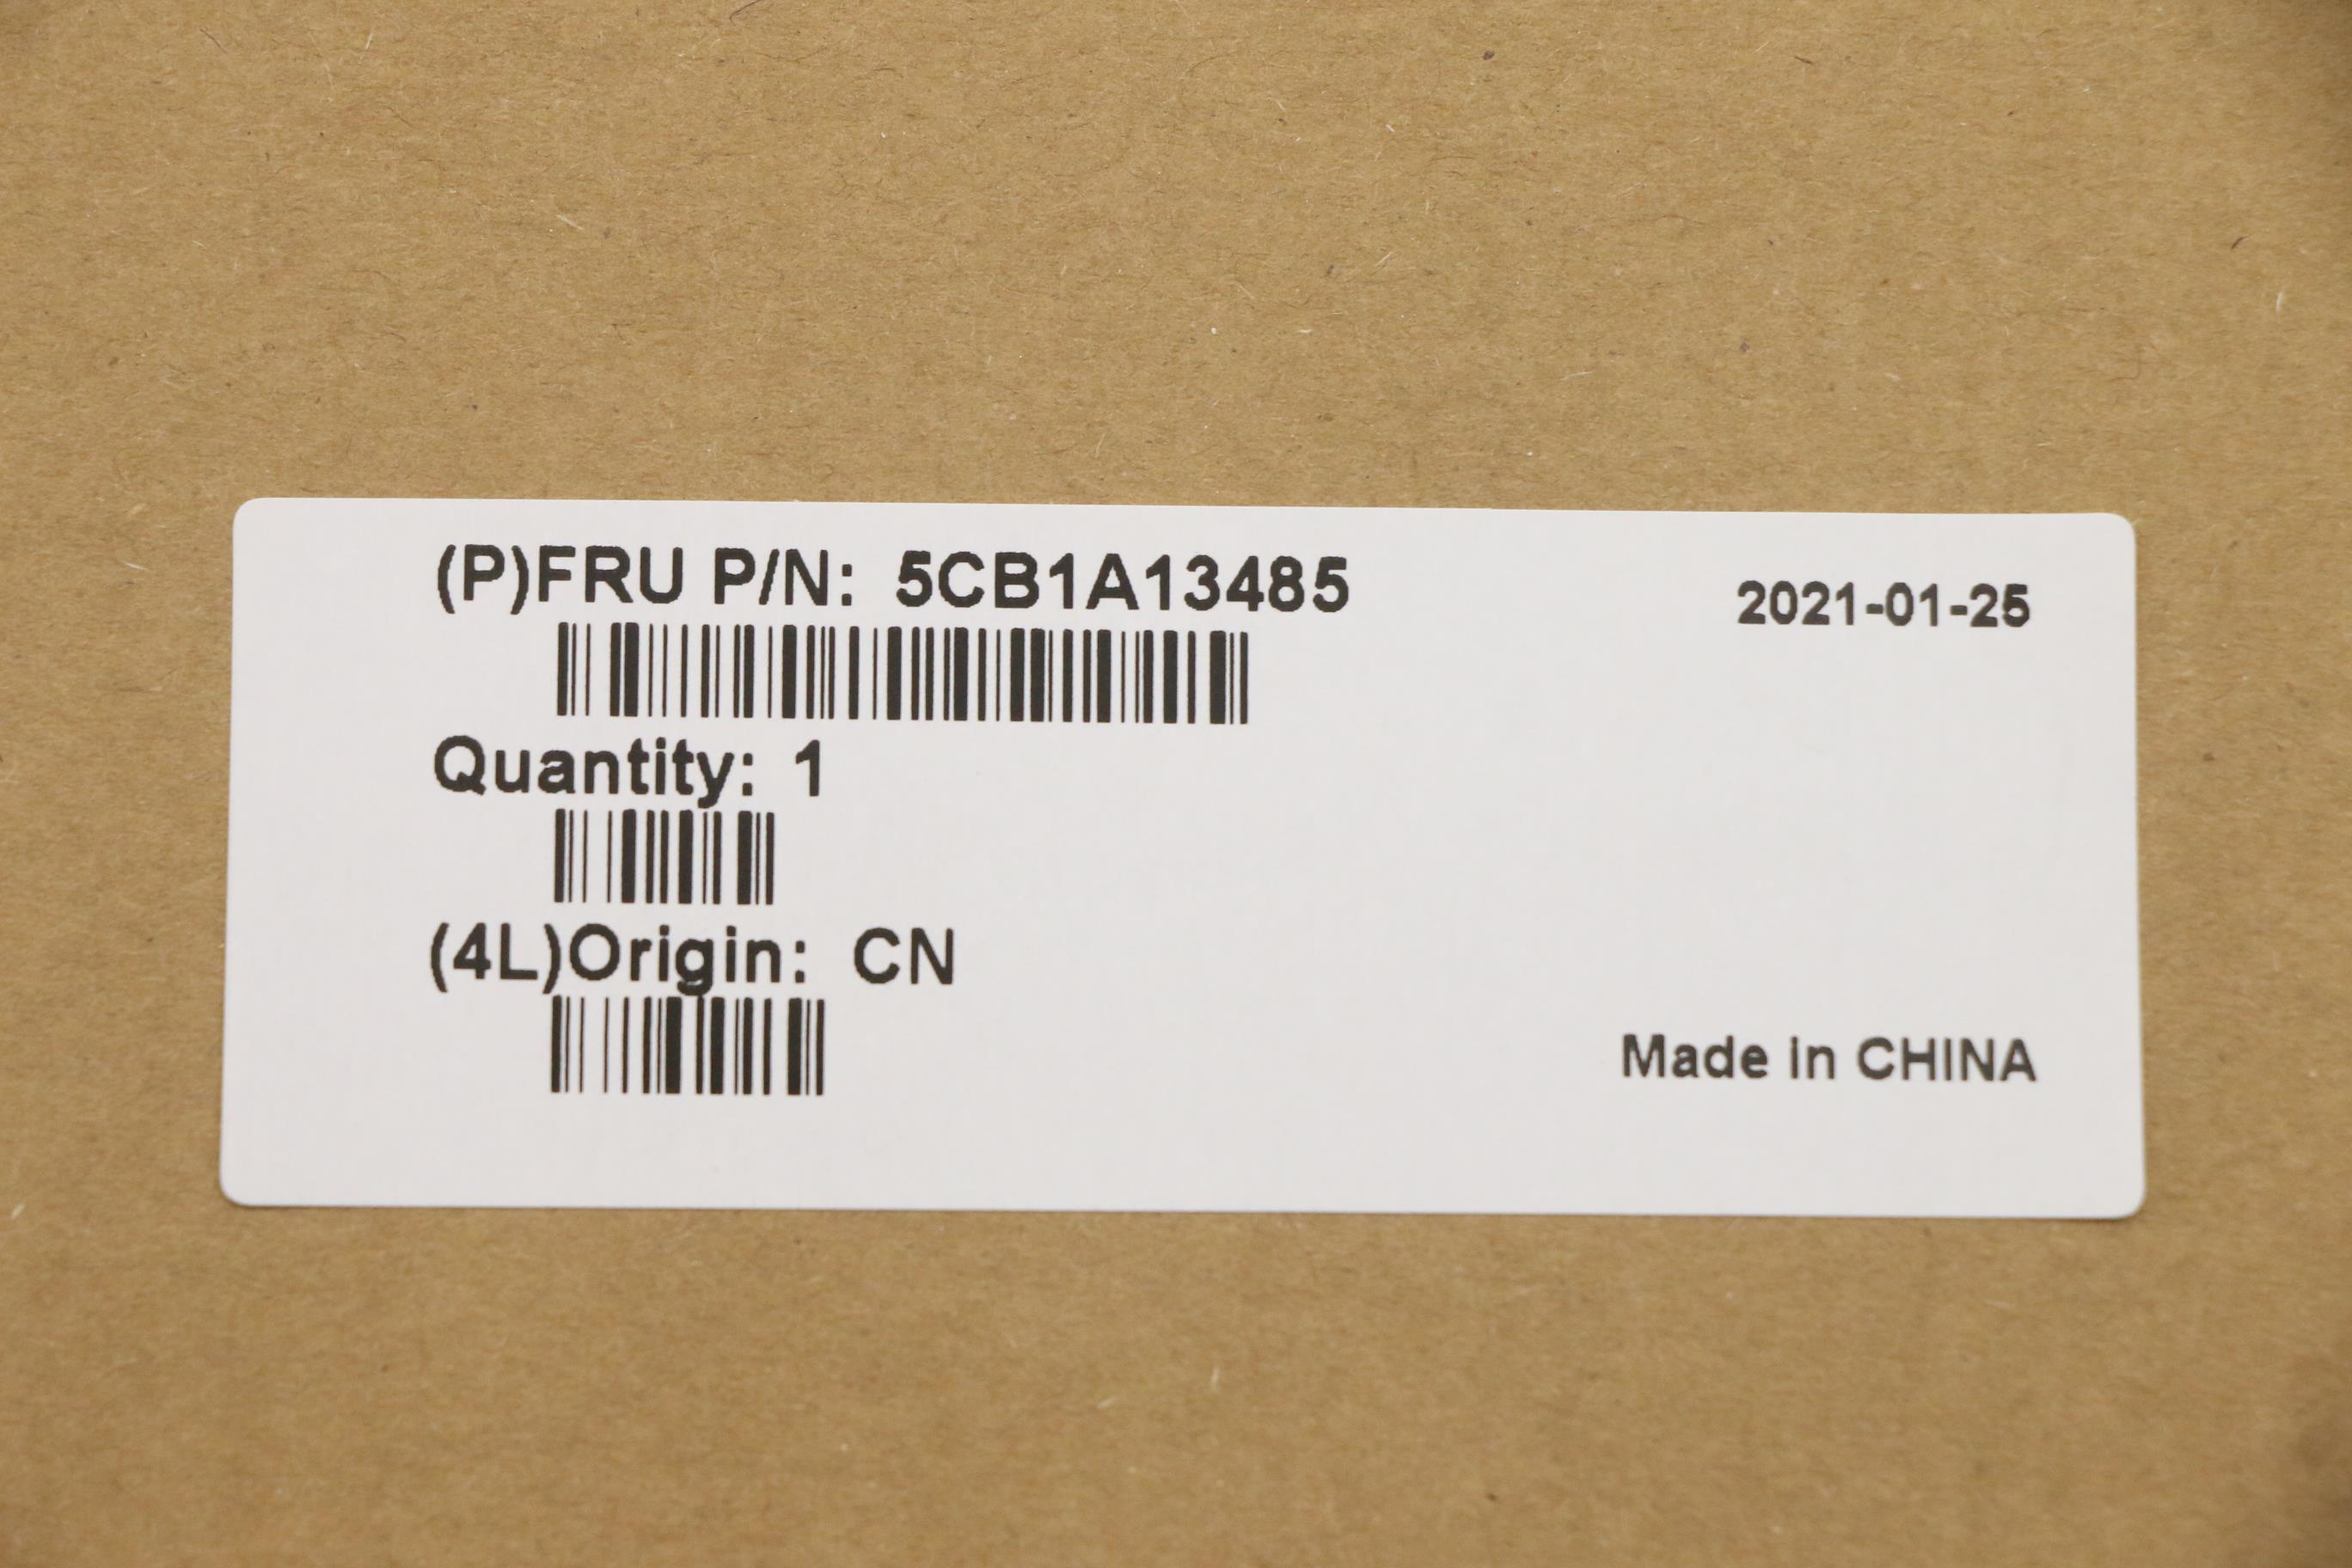 (P)FRU P/N: 5CB1A13485
2021-01-25
Quantity: 1
(4L)Origin: CN
Made in CHINA